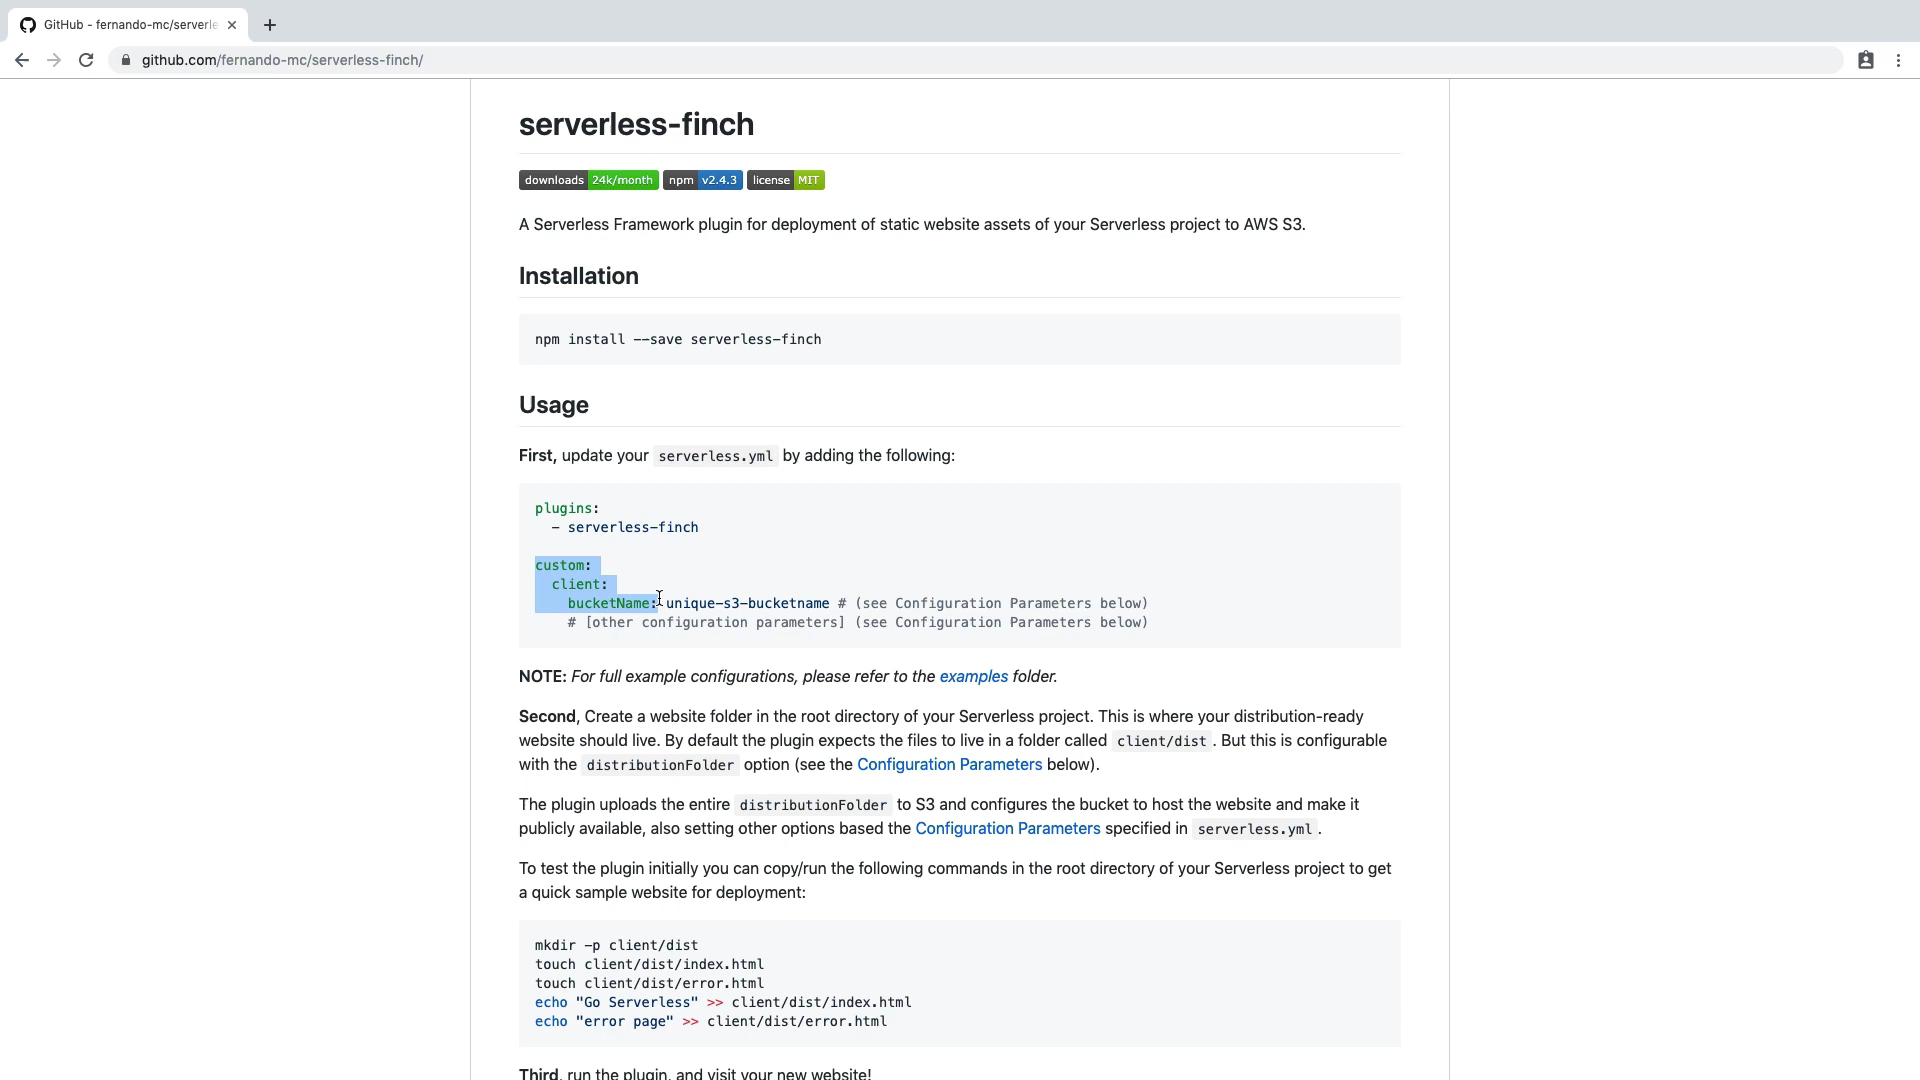 GitHub - fernando-mc/serverle
github.com/fernando-mc/serverless-finch/
serverless-finch
downloads 24k/month npm v2.4.3 license MIT
A Serverless Framework plugin for deployment of static website assets of your Serverless project to AWS S3.
Installation
npm install --save serverless-finch
Usage
First, update your serverless.yml by adding the following:
plugins:
- serverless-finch
custom:
client:
bucketName: unique-s3-bucketname # (see Configuration Parameters below)
# [other configuration parameters] (see Configuration Parameters below)
NOTE: For full example configurations, please refer to the examples folder.
Second, Create a website folder in the root directory of your Serverless project. This is where your distribution-ready
website should live. By default the plugin expects the files to live in a folder called client/dist. But this is configurable
with the distributionFolder option (see the Configuration Parameters below).
The plugin uploads the entire distributionFolder to S3 and configures the bucket to host the website and make it
publicly available, also setting other options based the Configuration Parameters specified in serverless.yml.
To test the plugin initially you can copy/run the following commands in the root directory of your Serverless project to get
a quick sample website for deployment:
mkdir -p client/dist
touch client/dist/index.html
touch client/dist/error.html
echo "Go Serverless" >> client/dist/index.html
echo "error page" >> client/dist/error.html
Third, run the plugin, and visit your new website!